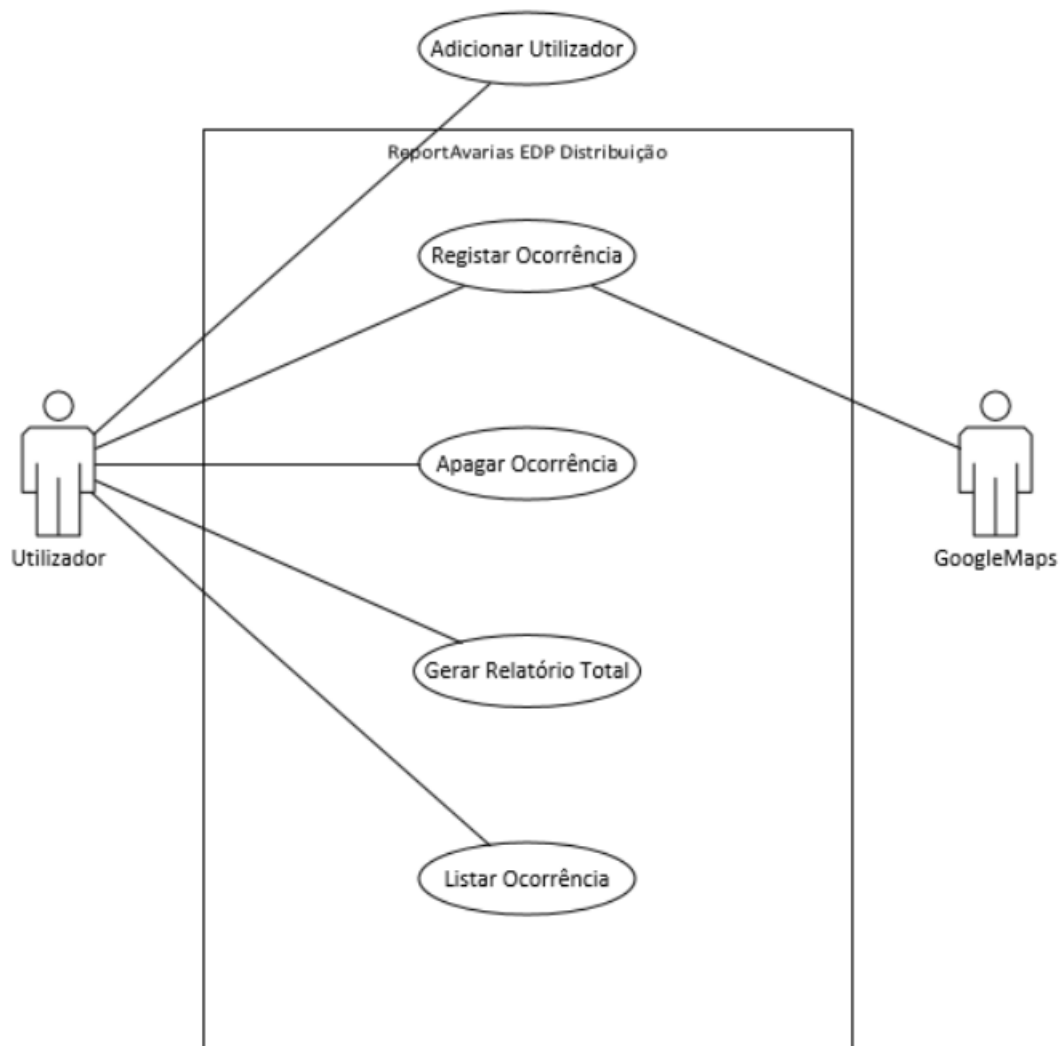 Adicionar Utilizador
ReportAvarias EDP Distribuição
Registar Ocorrência
Apagar Ocorrência
Utilizador
GoogleMaps
Gerar Relatório Total
Listar Ocorrência